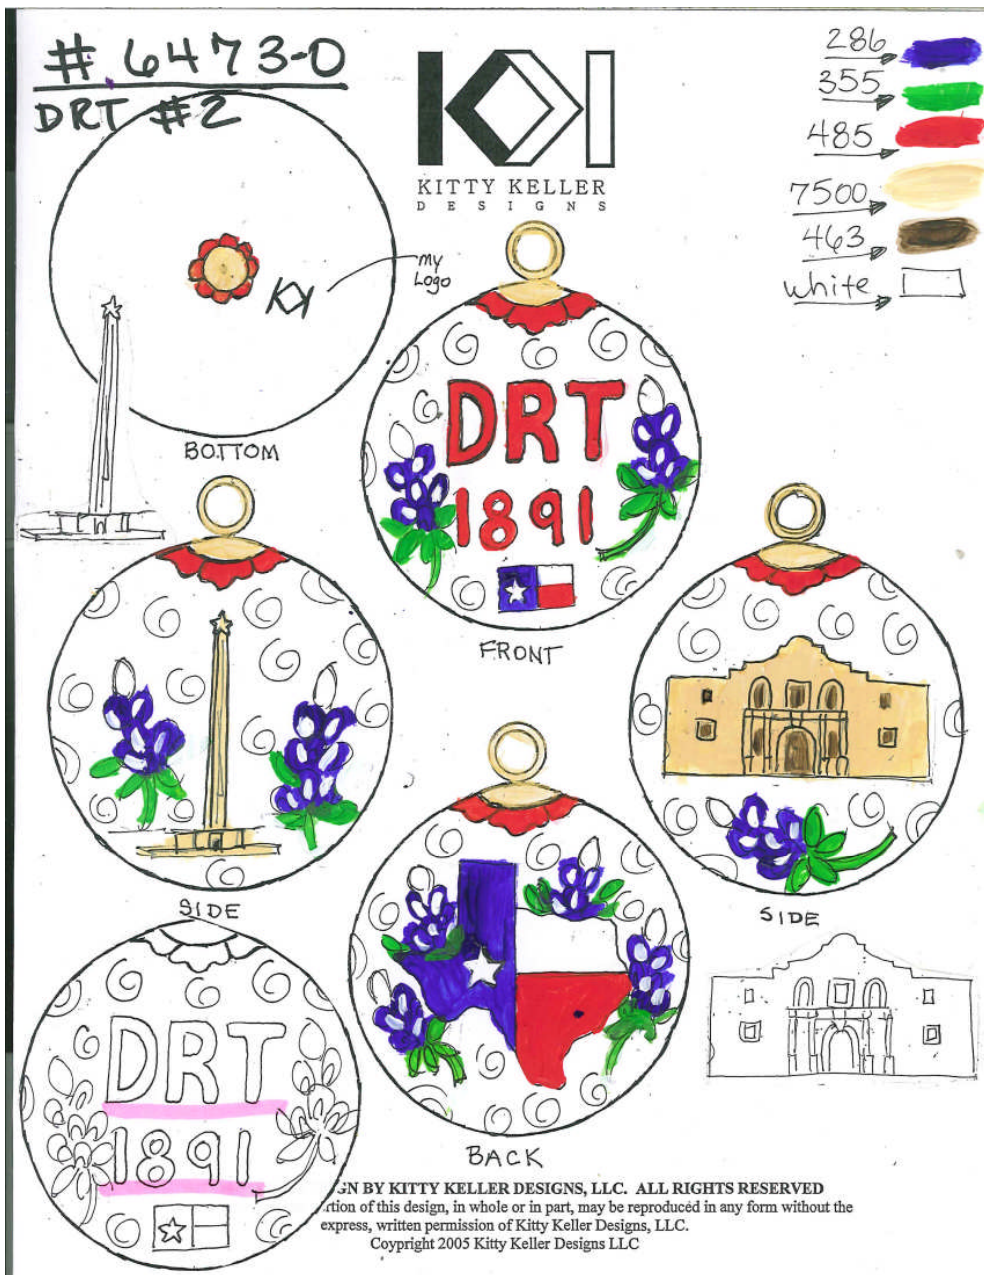 # 6473-0
DRT #2
KK
KITTY KELLER
DESIGNS
286
355
485
7500
463
white
my
Logo
KK
BOTTOM
DRT
1891
FRONT
SIDE
SIDE
DRT
1891
BACK
GN BY KITTY KELLER DESIGNS, LLC. ALL RIGHTS RESERVED
rtion of this design, in whole or in part, may be reproduced in any form without the
express, written permission of Kitty Keller Designs, LLC.
Copyright 2005 Kitty Keller Designs LLC